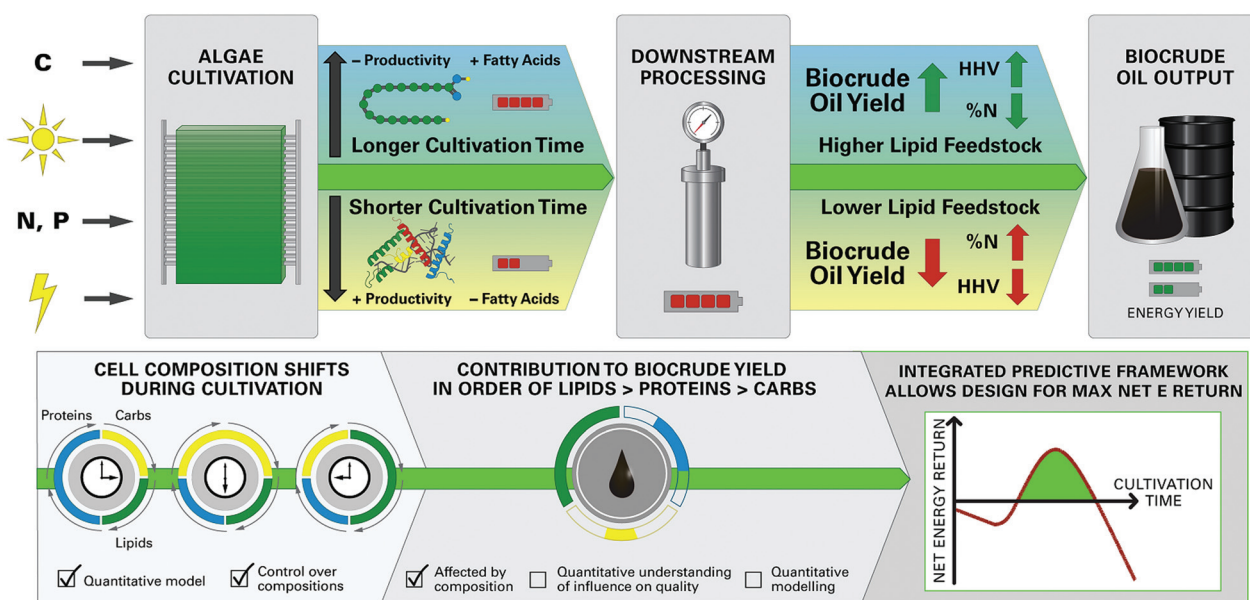 C
N, P
ALGAE
CULTIVATION
– Productivity + Fatty Acids
Longer Cultivation Time
Shorter Cultivation Time
+ Productivity – Fatty Acids
DOWNSTREAM
PROCESSING
Biocrude
Oil Yield
HHV
%N
Higher Lipid Feedstock
Lower Lipid Feedstock
Biocrude
Oil Yield
%N
HHV
BIOCRUDE
OIL OUTPUT
ENERGY YIELD
CELL COMPOSITION SHIFTS
DURING CULTIVATION
Proteins Carbs
Lipids
Quantitative model
Control over
compositions
CONTRIBUTION TO BIOCRUDE YIELD
IN ORDER OF LIPIDS > PROTEINS > CARBS
Affected by
composition
Quantitative understanding
of influence on quality
Quantitative
modelling
INTEGRATED PREDICTIVE FRAMEWORK
ALLOWS DESIGN FOR MAX NET E RETURN
NET ENERGY RETURN
CULTIVATION
TIME